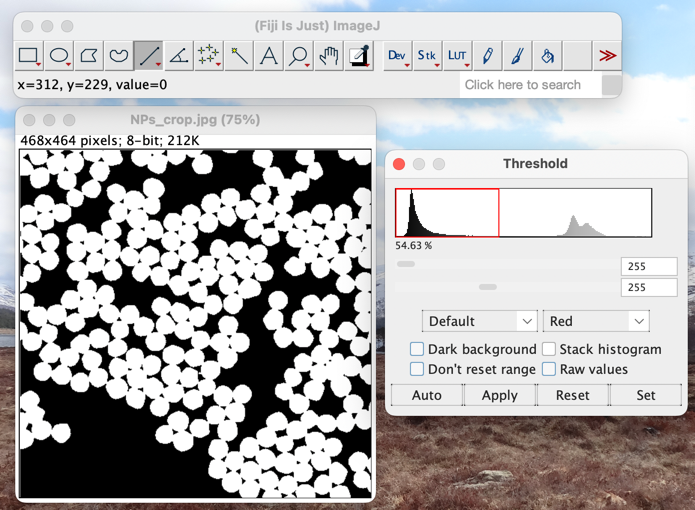 (Fiji Is Just) ImageJ
Dev Stk LUT
x=312, y=229, value=0
Click here to search
NPs_crop.jpg (75%)
468x464 pixels; 8-bit; 212K
Threshold
54.63 %
255
255
Default Red
Dark background Stack histogram
Don't reset range Raw values
Auto Apply Reset Set